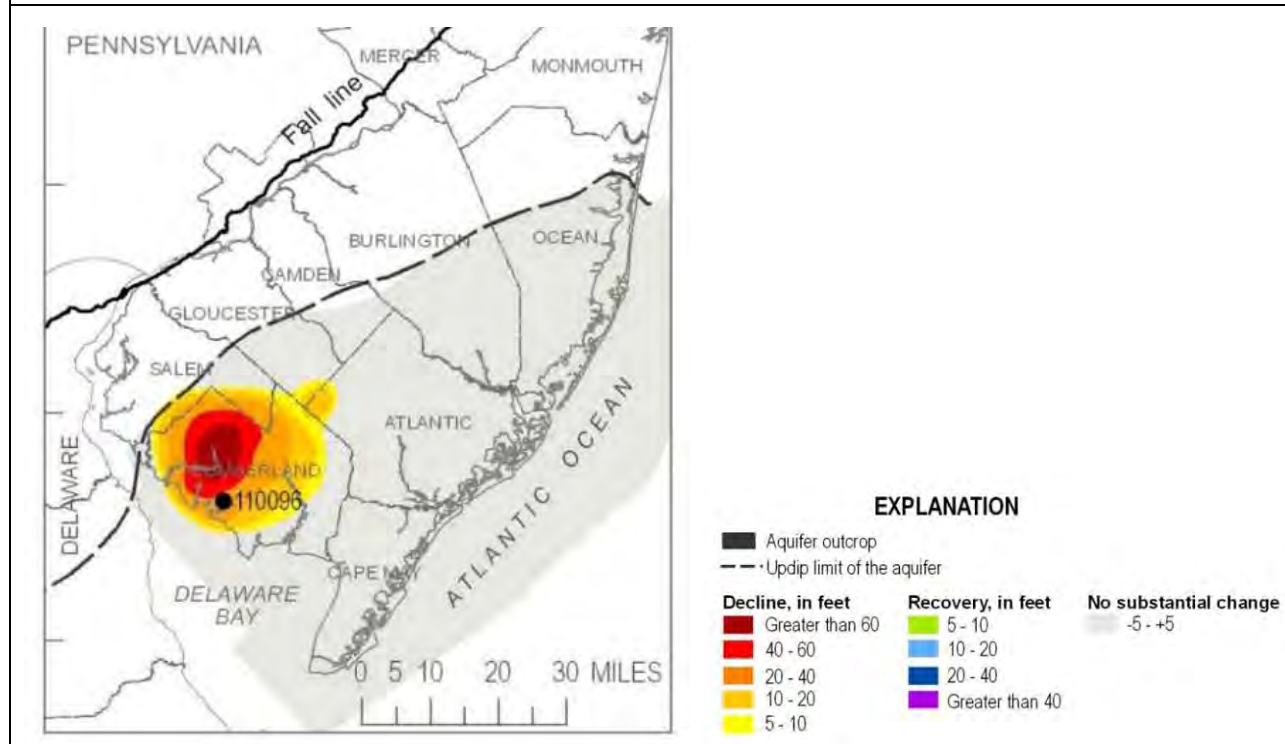 PENNSYLVANIA
MERCER
MONMOUTH
Fall line
BURLINGTON
OCEAN
CAMDEN
GLOUCESTER
SALEM
ATLANTIC
DELAWARE
CUMBERLAND
110096
ATLANTIC OCEAN
CAPE MAY
DELAWARE
BAY
0 5 10 20 30 MILES
EXPLANATION
Aquifer outcrop
Updip limit of the aquifer
Decline, in feet
Greater than 60
40 - 60
20 - 40
10 - 20
5 - 10
Recovery, in feet
5 - 10
10 - 20
20 - 40
Greater than 40
No substantial change
-5 - +5